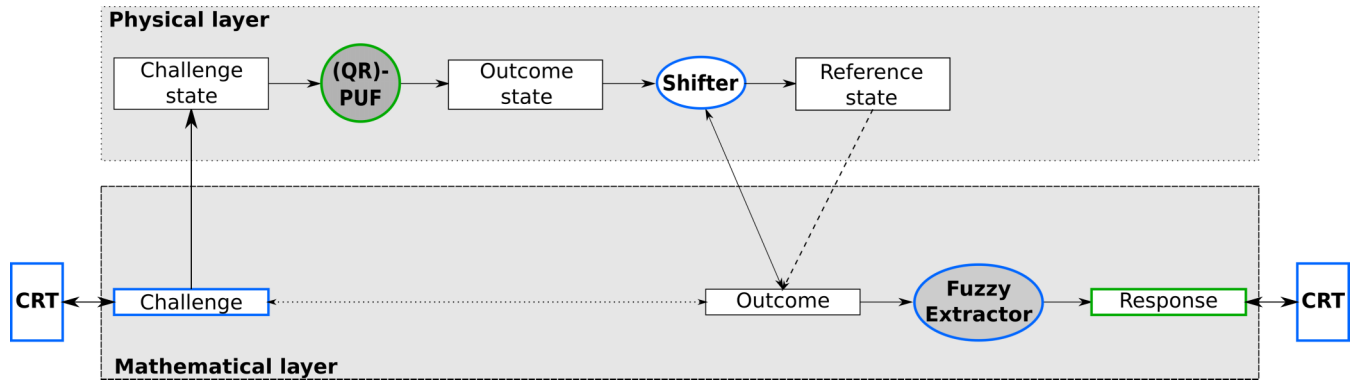 Physical layer
Challenge
state
(QR)-
PUF
Outcome
state
Shifter
Reference
state
CRT
Challenge
Outcome
Fuzzy
Extractor
Response
CRT
Mathematical layer